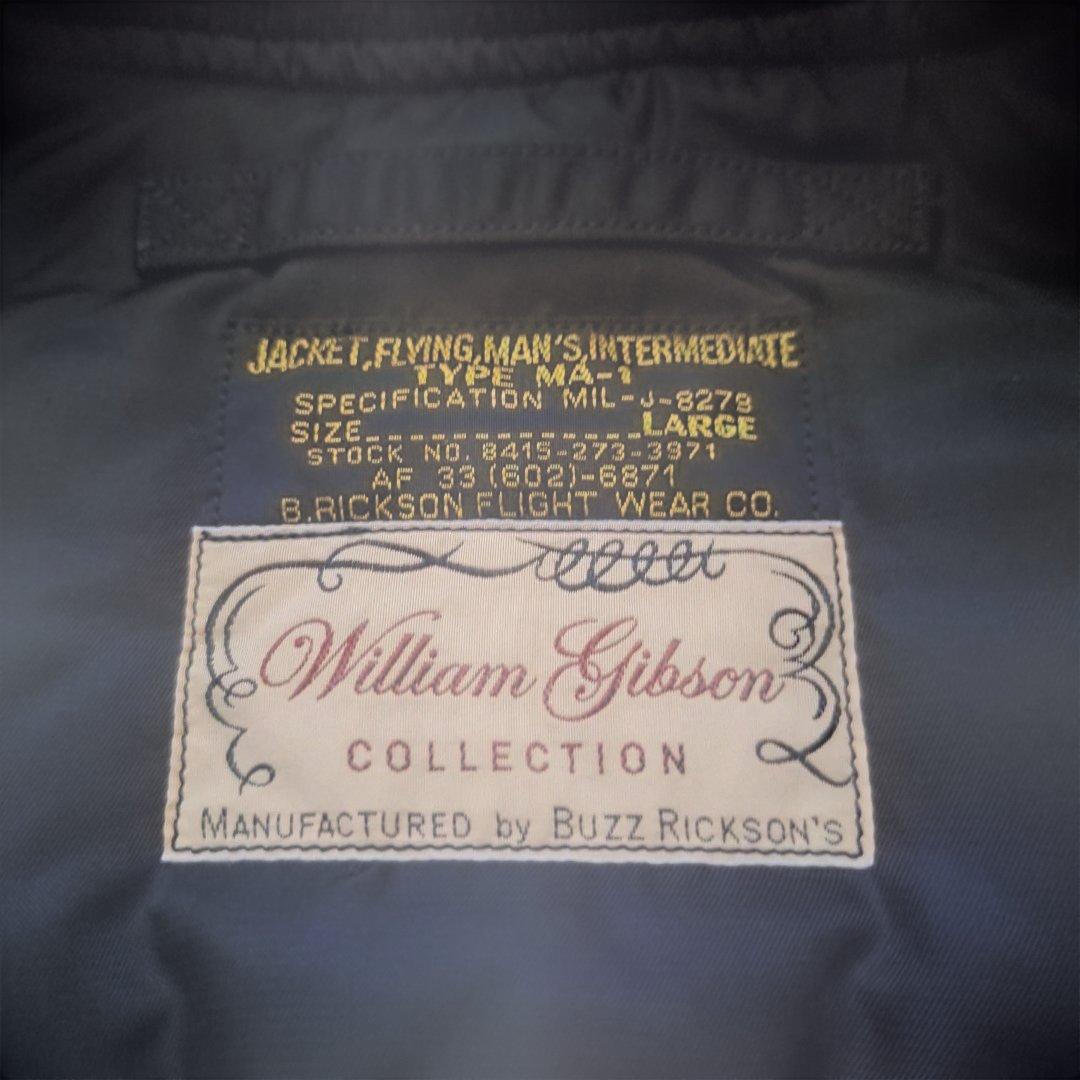 JACKET,FLYING,MAN'S,INTERMEDIATE
TYPE MA-1
SPECIFICATION MIL-J-8279
SIZE_____________LARGE
STOCK NO. 8415-273-3971
AF 33 (602)-6871
B.RICKSON FLIGHT WEAR CO.
William Gibson
COLLECTION
MANUFACTURED by BUZZ RICKSON'S